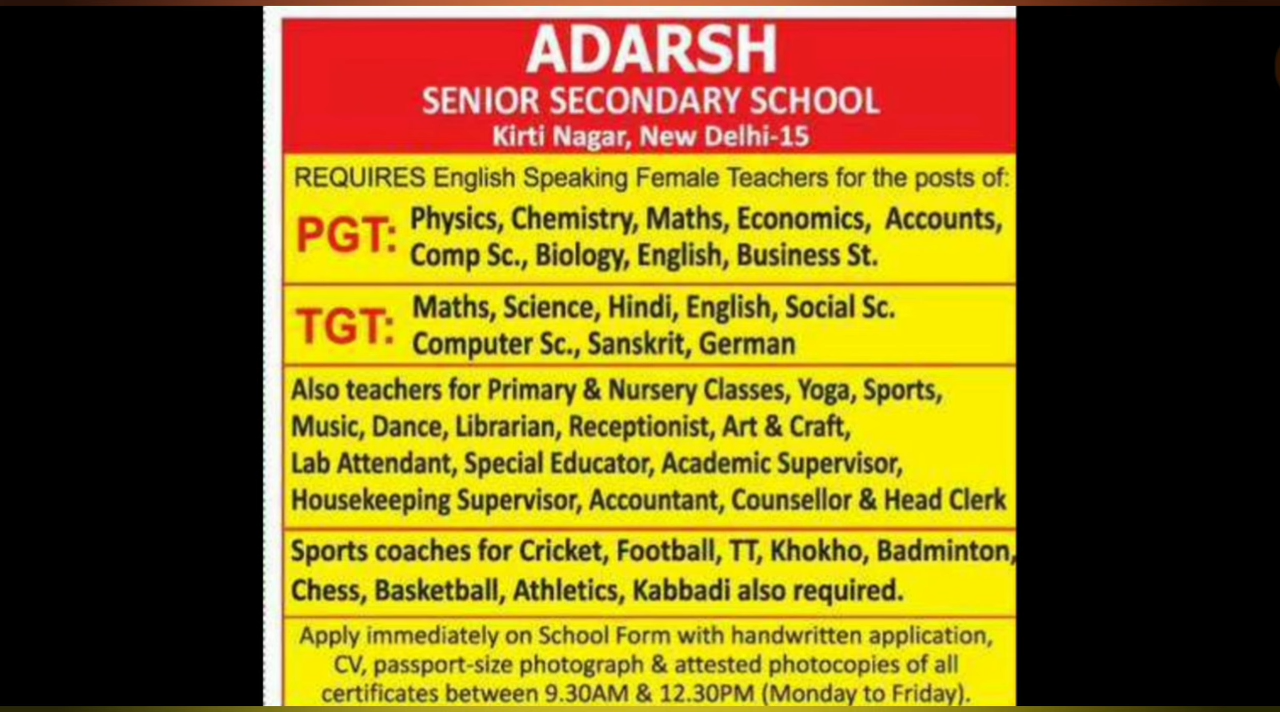 ADARSH
SENIOR SECONDARY SCHOOL
Kirti Nagar, New Delhi-15
REQUIRES English Speaking Female Teachers for the posts of:
PGT: Physics, Chemistry, Maths, Economics, Accounts,
Comp Sc., Biology, English, Business St.
TGT: Maths, Science, Hindi, English, Social Sc.
Computer Sc., Sanskrit, German
Also teachers for Primary & Nursery Classes, Yoga, Sports,
Music, Dance, Librarian, Receptionist, Art & Craft,
Lab Attendant, Special Educator, Academic Supervisor,
Housekeeping Supervisor, Accountant, Counsellor & Head Clerk
Sports coaches for Cricket, Football, TT, Khokho, Badminton,
Chess, Basketball, Athletics, Kabbadi also required.
Apply immediately on School Form with handwritten application,
CV, passport-size photograph & attested photocopies of all
certificates between 9.30AM & 12.30PM (Monday to Friday).